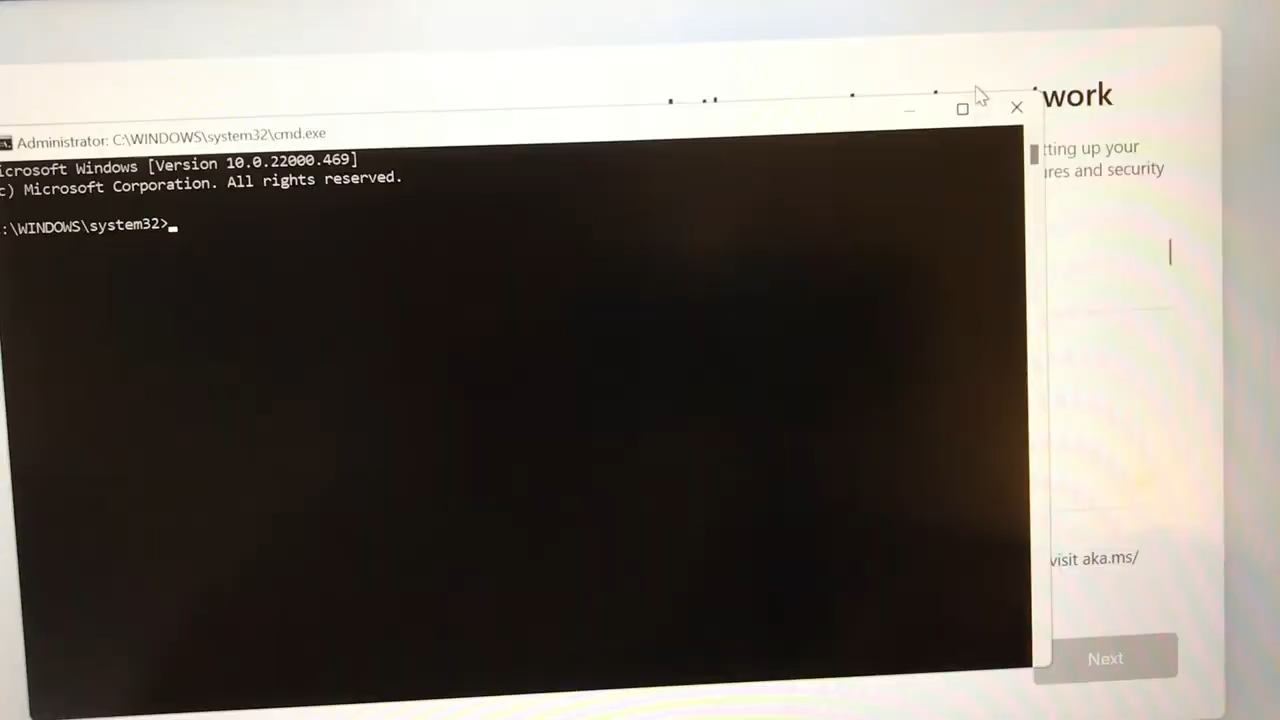 Administrator: C:\WINDOWS\system32\cmd.exe
icrosoft Windows [Version 10.0.22000.469]
c) Microsoft Corporation. All rights reserved.
:\WINDOWS\system32>
work
tting up your
ures and security
visit aka.ms/
Next